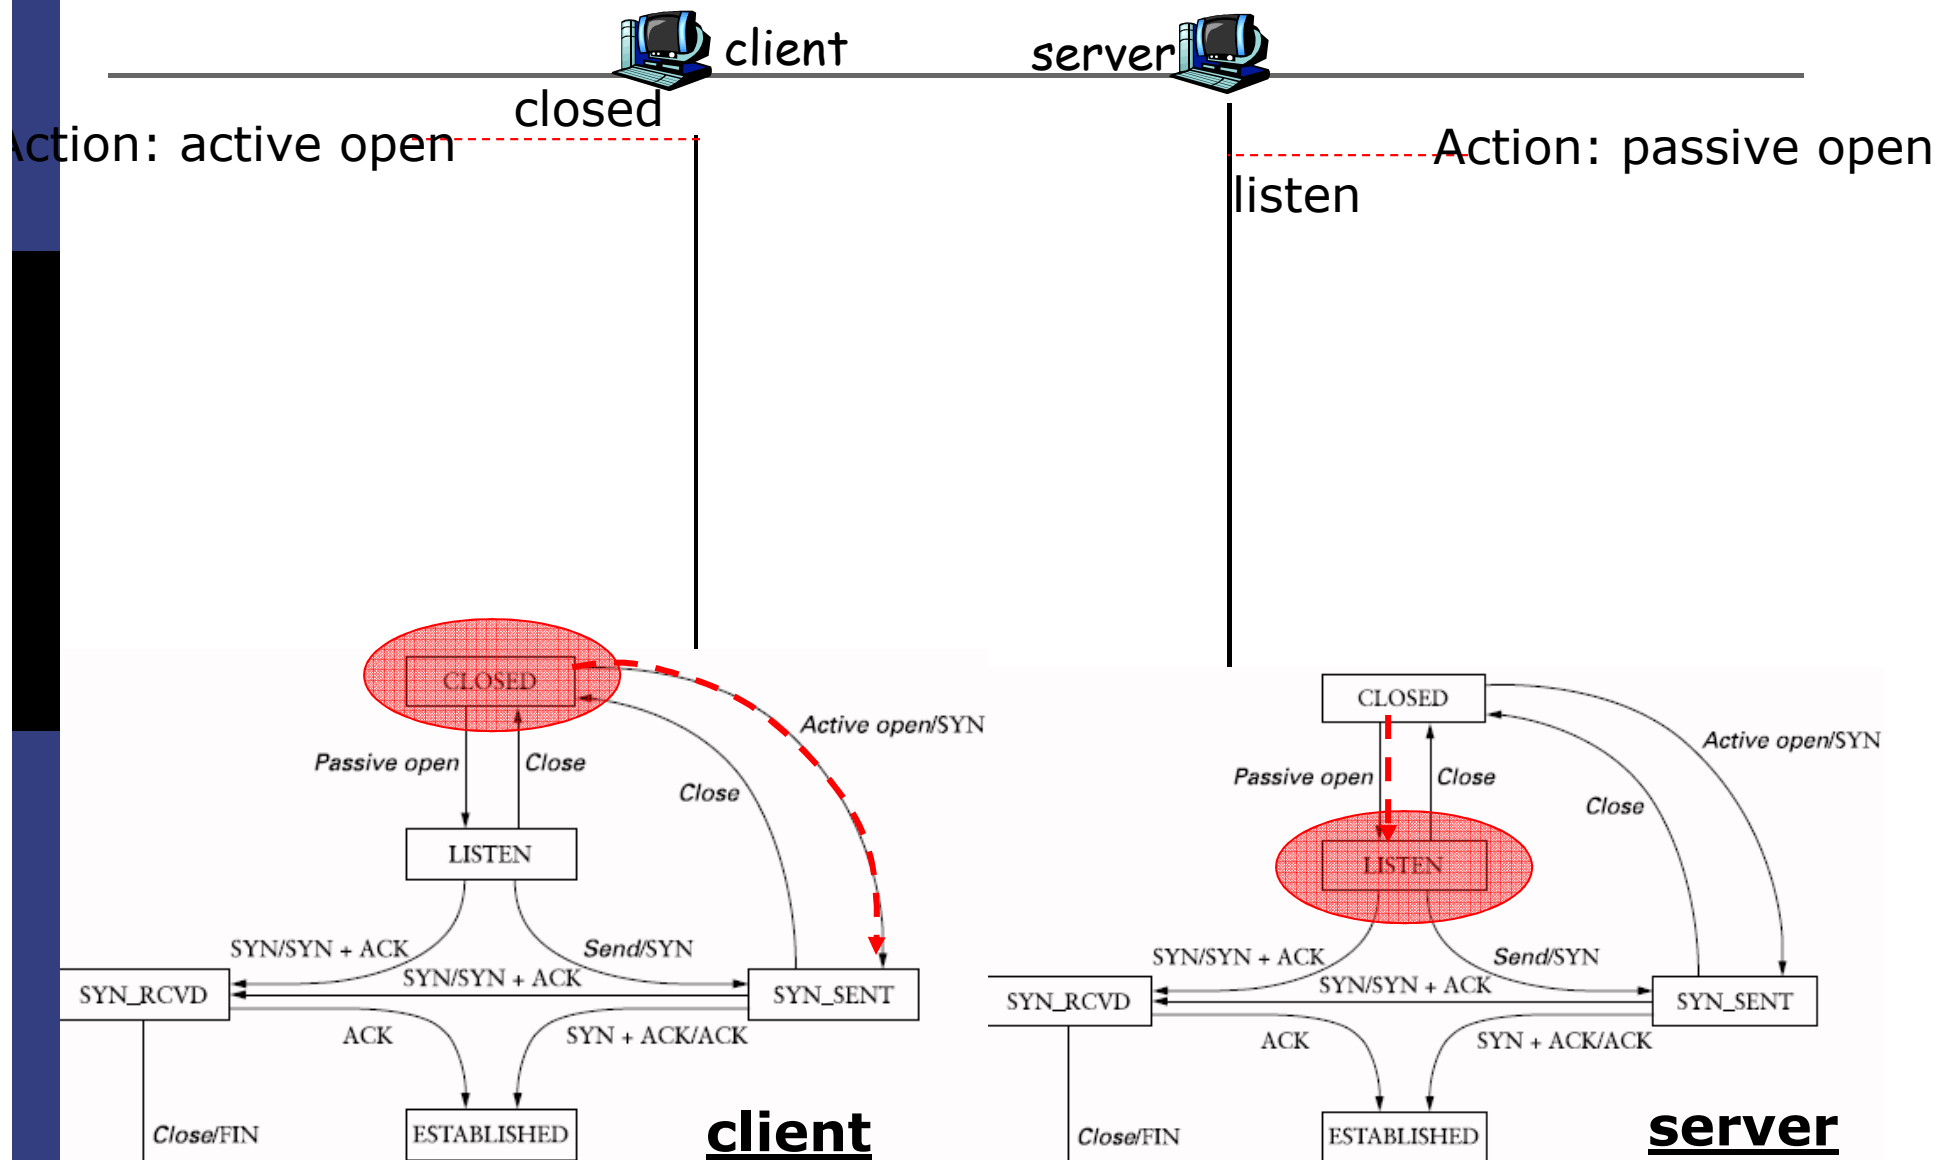 client
server
closed
Action: active open
Action: passive open
listen
CLOSED
Active open/SYN
Passive open
Close
Close
LISTEN
SYN/SYN + ACK
Send/SYN
SYN/SYN + ACK
SYN_RCVD
SYN_SENT
ACK
SYN + ACK/ACK
Close/FIN
ESTABLISHED
client
CLOSED
Active open/SYN
Passive open
Close
Close
LISTEN
SYN/SYN + ACK
Send/SYN
SYN/SYN + ACK
SYN_RCVD
SYN_SENT
ACK
SYN + ACK/ACK
Close/FIN
ESTABLISHED
server